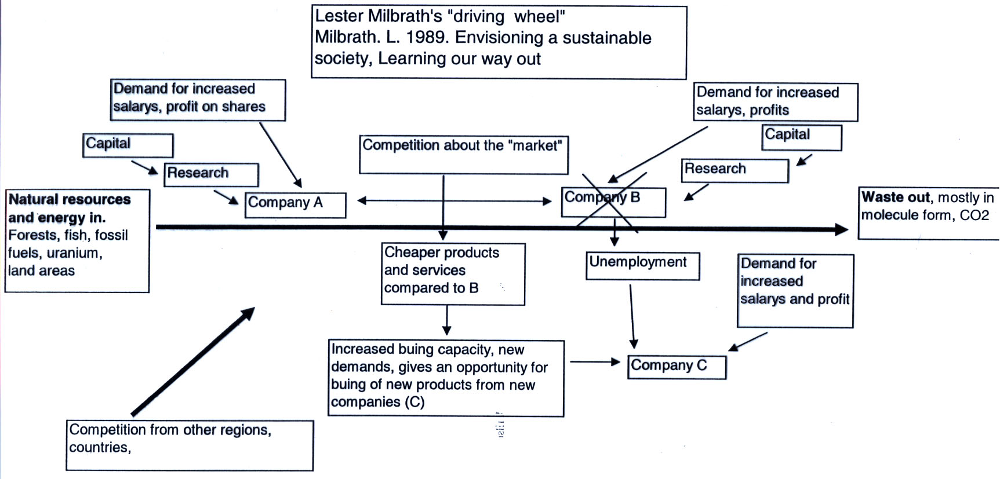 Lester Milbrath's "driving wheel"
Milbrath. L. 1989. Envisioning a sustainable
society, Learning our way out
Demand for increased
salarys, profit on shares
Demand for increased
salarys, profits
Capital
Capital
Competition about the "market"
Research
Research
Natural resources
and energy in.
Forests, fish, fossil
fuels, uranium,
land areas
Company A
Company B
Waste out, mostly in
molecule form, CO2
Cheaper products
and services
compared to B
Unemployment
Demand for
increased
salarys and profit
Increased buing capacity, new
demands, gives an opportunity for
buing of new products from new
companies (C)
Company C
Competition from other regions,
countries,